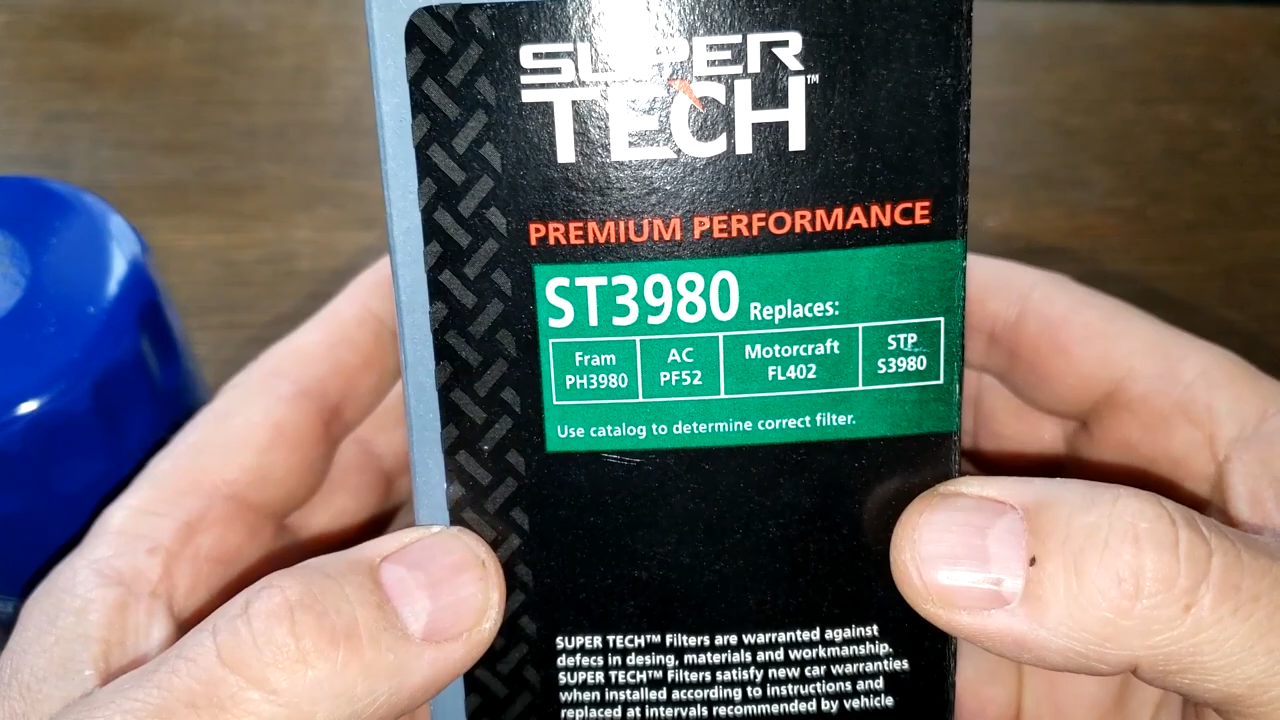 SUPER
TECH™
PREMIUM PERFORMANCE
ST3980 Replaces:
Fram
PH3980
AC
PF52
Motorcraft
FL402
STP
S3980
Use catalog to determine correct filter.
SUPER TECH™ Filters are warranted against
defects in desing, materials and workmanship.
SUPER TECH™ Filters satisfy new car warranties
when installed according to instructions and
replaced at intervals recommended by vehicle